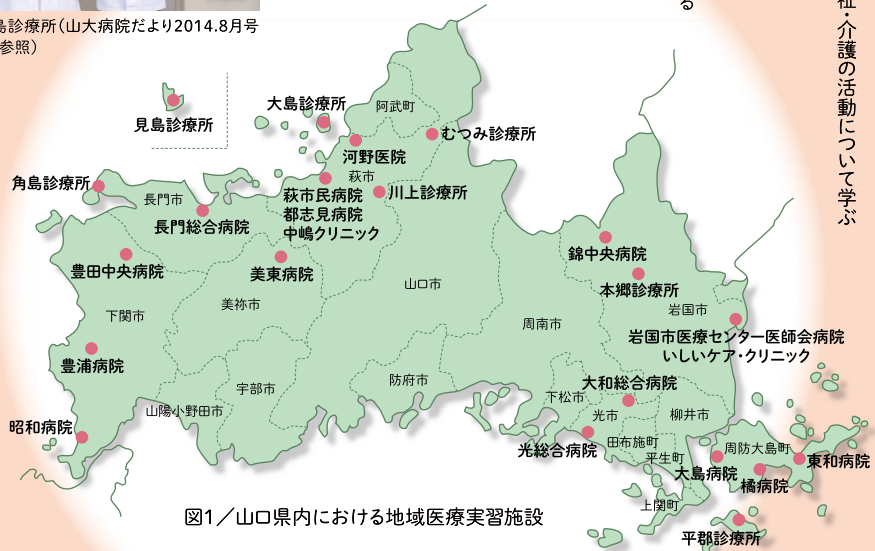 島診療所（山大病院だより2014.8月号
参照）
る
祉・介護の活動について学ぶ
見島診療所
大島診療所
阿武町
むつみ診療所
河野医院
萩市
角島診療所
長門市
萩市民病院
都志見病院
中嶋クリニック
川上診療所
長門総合病院
豊田中央病院
美東病院
錦中央病院
本郷診療所
山口市
美祢市
下関市
周南市
岩国市
岩国市医療センター医師会病院
いしいケア・クリニック
豊浦病院
宇部市
防府市
大和総合病院
下松市
山陽小野田市
光市
柳井市
昭和病院
光総合病院
田布施町
平生町
周防大島町
大島病院
東和病院
橘病院
上関町
平郡診療所
図1／山口県内における地域医療実習施設